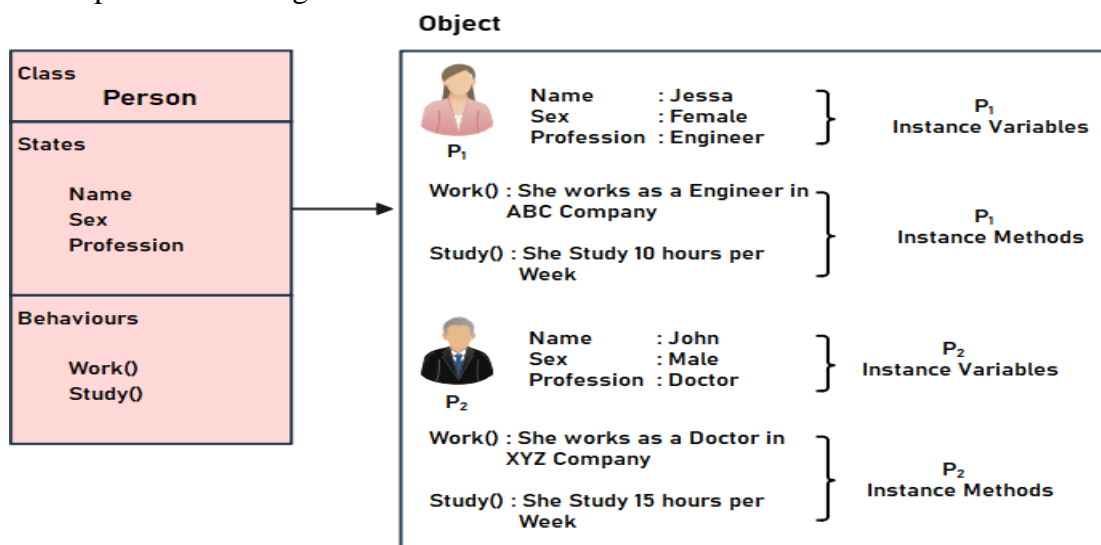 Object
Class
Person
States
Name
Sex
Profession
Behaviours
Work()
Study()
P₁
Name : Jessa
Sex : Female
Profession : Engineer
P₁
Instance Variables
Work() : She works as a Engineer in
ABC Company
Study() : She Study 10 hours per
Week
P₁
Instance Methods
P₂
Name : John
Sex : Male
Profession : Doctor
P₂
Instance Variables
Work() : She works as a Doctor in
XYZ Company
Study() : She Study 15 hours per
Week
P₂
Instance Methods